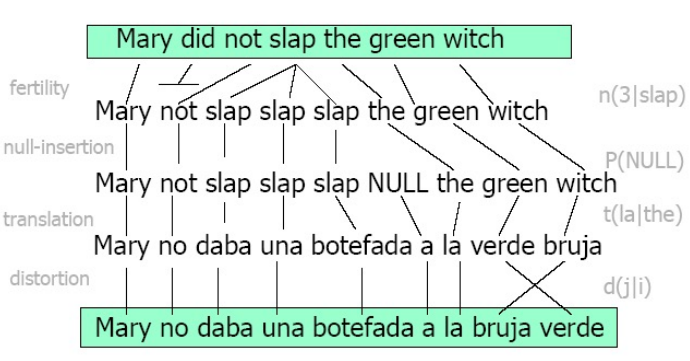 Mary did not slap the green witch
fertility
n(3|slap)
Mary not slap slap slap the green witch
null-insertion
P(NULL)
Mary not slap slap slap NULL the green witch
translation
t(la|the)
Mary no daba una botefada a la verde bruja
distortion
d(j|i)
Mary no daba una botefada a la bruja verde